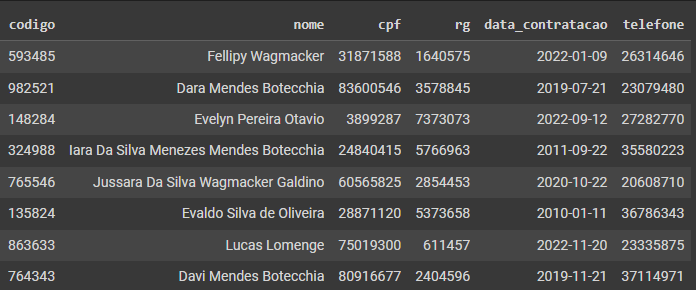 codigo nome cpf rg data_contratacao telefone
593485 Fellipy Wagmacker 31871588 1640575 2022-01-09 26314646
982521 Dara Mendes Botecchia 83600546 3578845 2019-07-21 23079480
148284 Evelyn Pereira Otavio 3899287 7373073 2022-09-12 27282770
324988 Iara Da Silva Menezes Mendes Botecchia 24840415 5766963 2011-09-22 35580223
765546 Jussara Da Silva Wagmacker Galdino 60565825 2854453 2020-10-22 20608710
135824 Evaldo Silva de Oliveira 28871120 5373658 2010-01-11 36786343
863633 Lucas Lomenge 75019300 611457 2022-11-20 23335875
764343 Davi Mendes Botecchia 80916677 2404596 2019-11-21 37114971